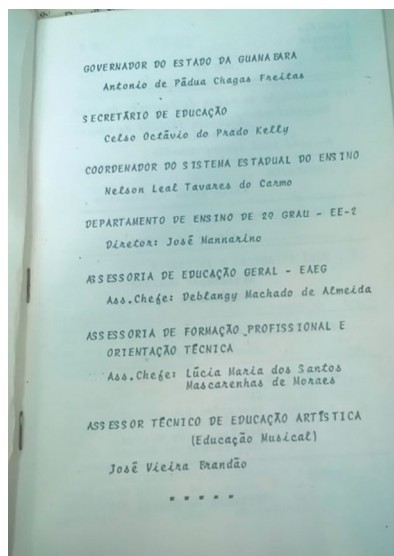 GOVERNADOR DO ESTADO DA GUANABARA
Antonio de Pádua Chagas Freitas
SECRETÁRIO DE EDUCAÇÃO
Celso Octávio do Prado Kelly
COORDENADOR DO SISTEMA ESTADUAL DO ENSINO
Nelson Leal Tavares do Carmo
DEPARTAMENTO DE ENSINO DE 2º GRAU - EE-2
Diretor: José Mannarino
ASSESSORIA DE EDUCAÇÃO GERAL - EAEG
Ass.Chefe: Deblangy Machado de Almeida
ASSESSORIA DE FORMAÇÃO PROFISSIONAL E
ORIENTAÇÃO TÉCNICA
Ass.Chefe: Lúcia Maria dos Santos
Mascarenhas de Moraes
ASSESSOR TÉCNICO DE EDUCAÇÃO ARTÍSTICA
(Educação Musical)
José Vieira Brandão